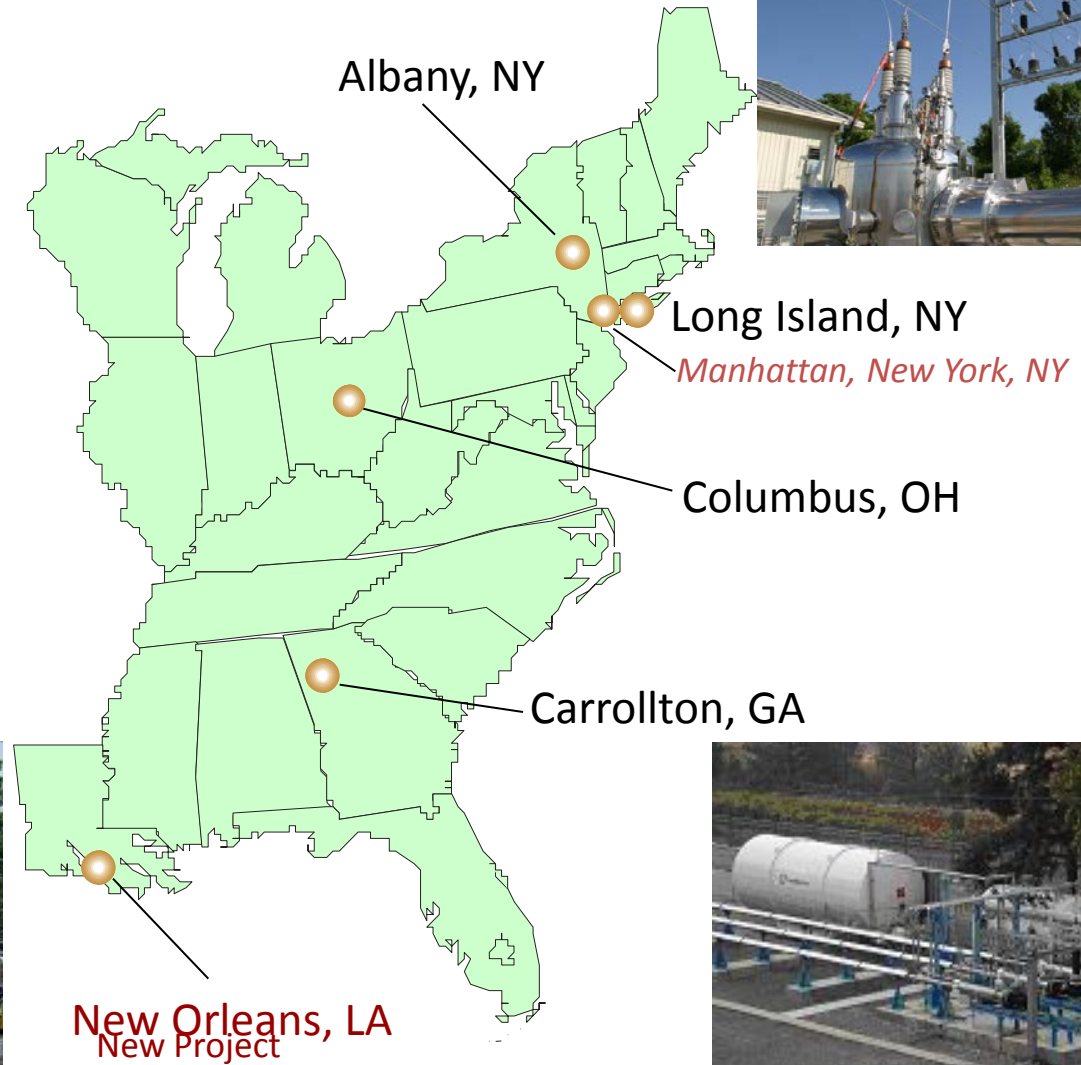 Albany, NY
Long Island, NY
Manhattan, New York, NY
Columbus, OH
Carrollton, GA
New Orleans, LA
New Project